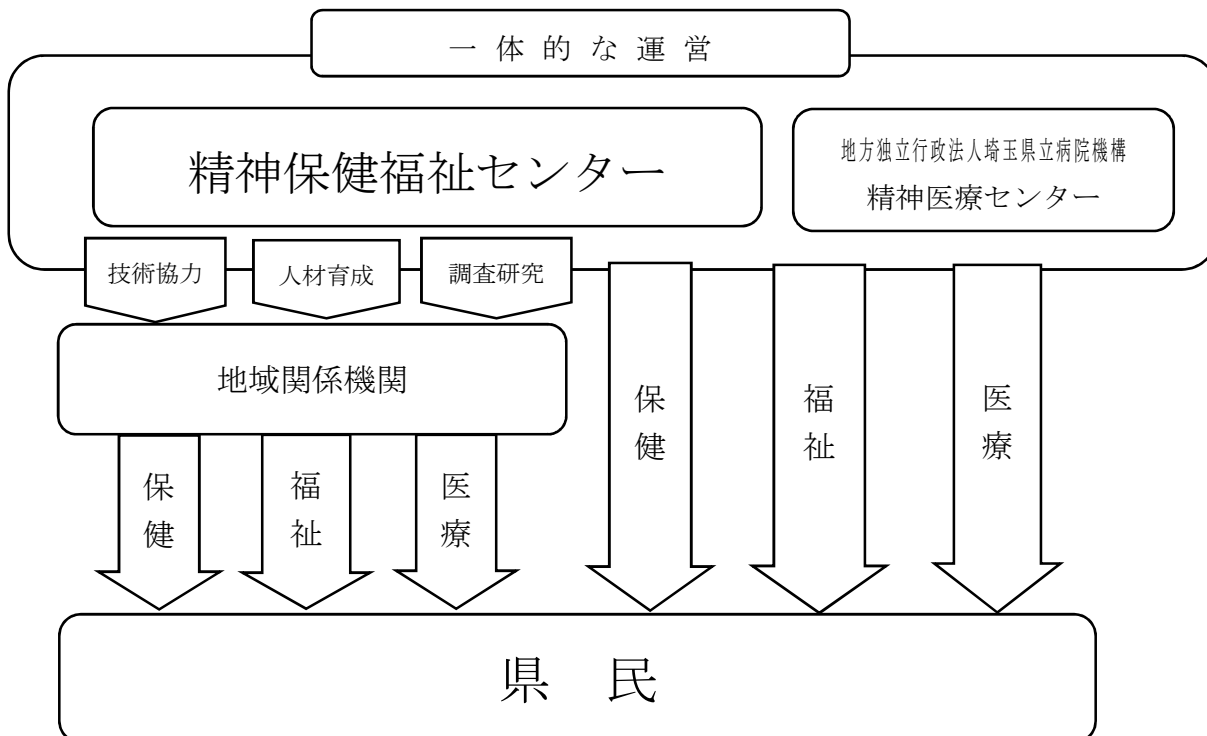 一体的な運営
精神保健福祉センター
地方独立行政法人埼玉県立病院機構
精神医療センター
技術協力
人材育成
調査研究
地域関係機関
保健
福祉
医療
保健
福祉
医療
県民